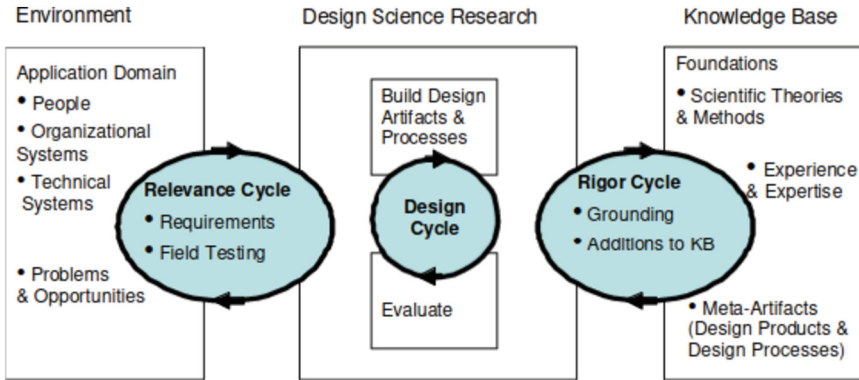 Environment
Design Science Research
Knowledge Base
Application Domain
• People
• Organizational
Systems
• Technical
Systems
• Problems
& Opportunities
Relevance Cycle
• Requirements
• Field Testing
Build Design
Artifacts &
Processes
Design
Cycle
Evaluate
Rigor Cycle
• Grounding
• Additions to KB
Foundations
• Scientific Theories
& Methods
• Experience
& Expertise
• Meta-Artifacts
(Design Products &
Design Processes)